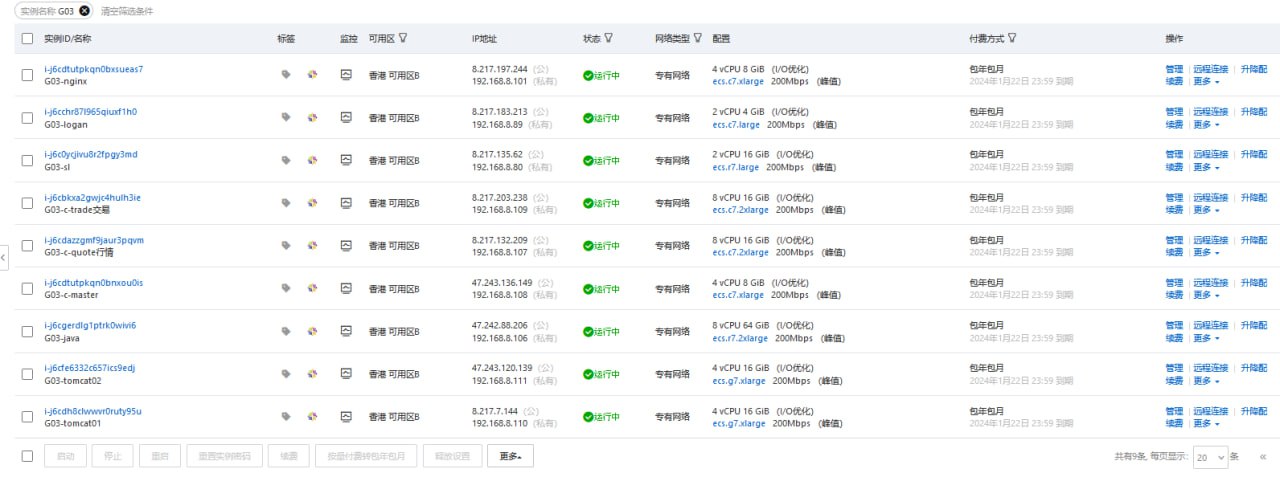 实例名称 G03 清空筛选条件
实例ID/名称 标签 监控 可用区 IP地址 状态 网络类型 配置 付费方式 操作
i-j6cdtutpkqn0bxsueas7 8.217.197.244 (公) 4 vCPU 8 GiB (I/O优化) 包年包月 管理 远程连接 升降配
G03-nginx 香港 可用区B 192.168.8.101 (私有) 运行中 专有网络 ecs.c7.xlarge 200Mbps (峰值) 2024年1月22日 23:59 到期 续费 更多
i-j6cchr87l965qiuxf1h0 8.217.183.213 (公) 2 vCPU 4 GiB (I/O优化) 包年包月 管理 远程连接 升降配
G03-logan 香港 可用区B 192.168.8.89 (私有) 运行中 专有网络 ecs.c7.large 200Mbps (峰值) 2024年1月22日 23:59 到期 续费 更多
i-j6c0ycjivu8r2fpgy3md 8.217.135.62 (公) 2 vCPU 16 GiB (I/O优化) 包年包月 管理 远程连接 升降配
G03-sl 香港 可用区B 192.168.8.80 (私有) 运行中 专有网络 ecs.r7.large 200Mbps (峰值) 2024年1月22日 23:59 到期 续费 更多
i-j6cbkxa2gwjc4hulh3ie 8.217.203.238 (公) 8 vCPU 16 GiB (I/O优化) 包年包月 管理 远程连接 升降配
G03-c-trade交易 香港 可用区B 192.168.8.109 (私有) 运行中 专有网络 ecs.c7.2xlarge 200Mbps (峰值) 2024年1月22日 23:59 到期 续费 更多
i-j6cdazzgmf9jaur3pqvm 8.217.132.209 (公) 8 vCPU 16 GiB (I/O优化) 包年包月 管理 远程连接 升降配
G03-c-quote行情 香港 可用区B 192.168.8.107 (私有) 运行中 专有网络 ecs.c7.2xlarge 200Mbps (峰值) 2024年1月22日 23:59 到期 续费 更多
i-j6cdtutpkqn0bnxou0is 47.243.136.149 (公) 4 vCPU 8 GiB (I/O优化) 包年包月 管理 远程连接 升降配
G03-c-master 香港 可用区B 192.168.8.108 (私有) 运行中 专有网络 ecs.c7.xlarge 200Mbps (峰值) 2024年1月22日 23:59 到期 续费 更多
i-j6cgerdlg1ptrk0wivi6 47.242.88.206 (公) 8 vCPU 64 GiB (I/O优化) 包年包月 管理 远程连接 升降配
G03-java 香港 可用区B 192.168.8.106 (私有) 运行中 专有网络 ecs.r7.2xlarge 200Mbps (峰值) 2024年1月22日 23:59 到期 续费 更多
i-j6cfe6332c657ics9edj 47.243.120.139 (公) 4 vCPU 16 GiB (I/O优化) 包年包月 管理 远程连接 升降配
G03-tomcat02 香港 可用区B 192.168.8.111 (私有) 运行中 专有网络 ecs.g7.xlarge 200Mbps (峰值) 2024年1月22日 23:59 到期 续费 更多
i-j6cdh8clwwvr0ruty95u 8.217.7.144 (公) 4 vCPU 16 GiB (I/O优化) 包年包月 管理 远程连接 升降配
G03-tomcat01 香港 可用区B 192.168.8.110 (私有) 运行中 专有网络 ecs.g7.xlarge 200Mbps (峰值) 2024年1月22日 23:59 到期 续费 更多
启动 停止 重启 重置实例密码 续费 按量付费转包年包月 释放设置 更多 共有9条, 每页显示: 20 条 «